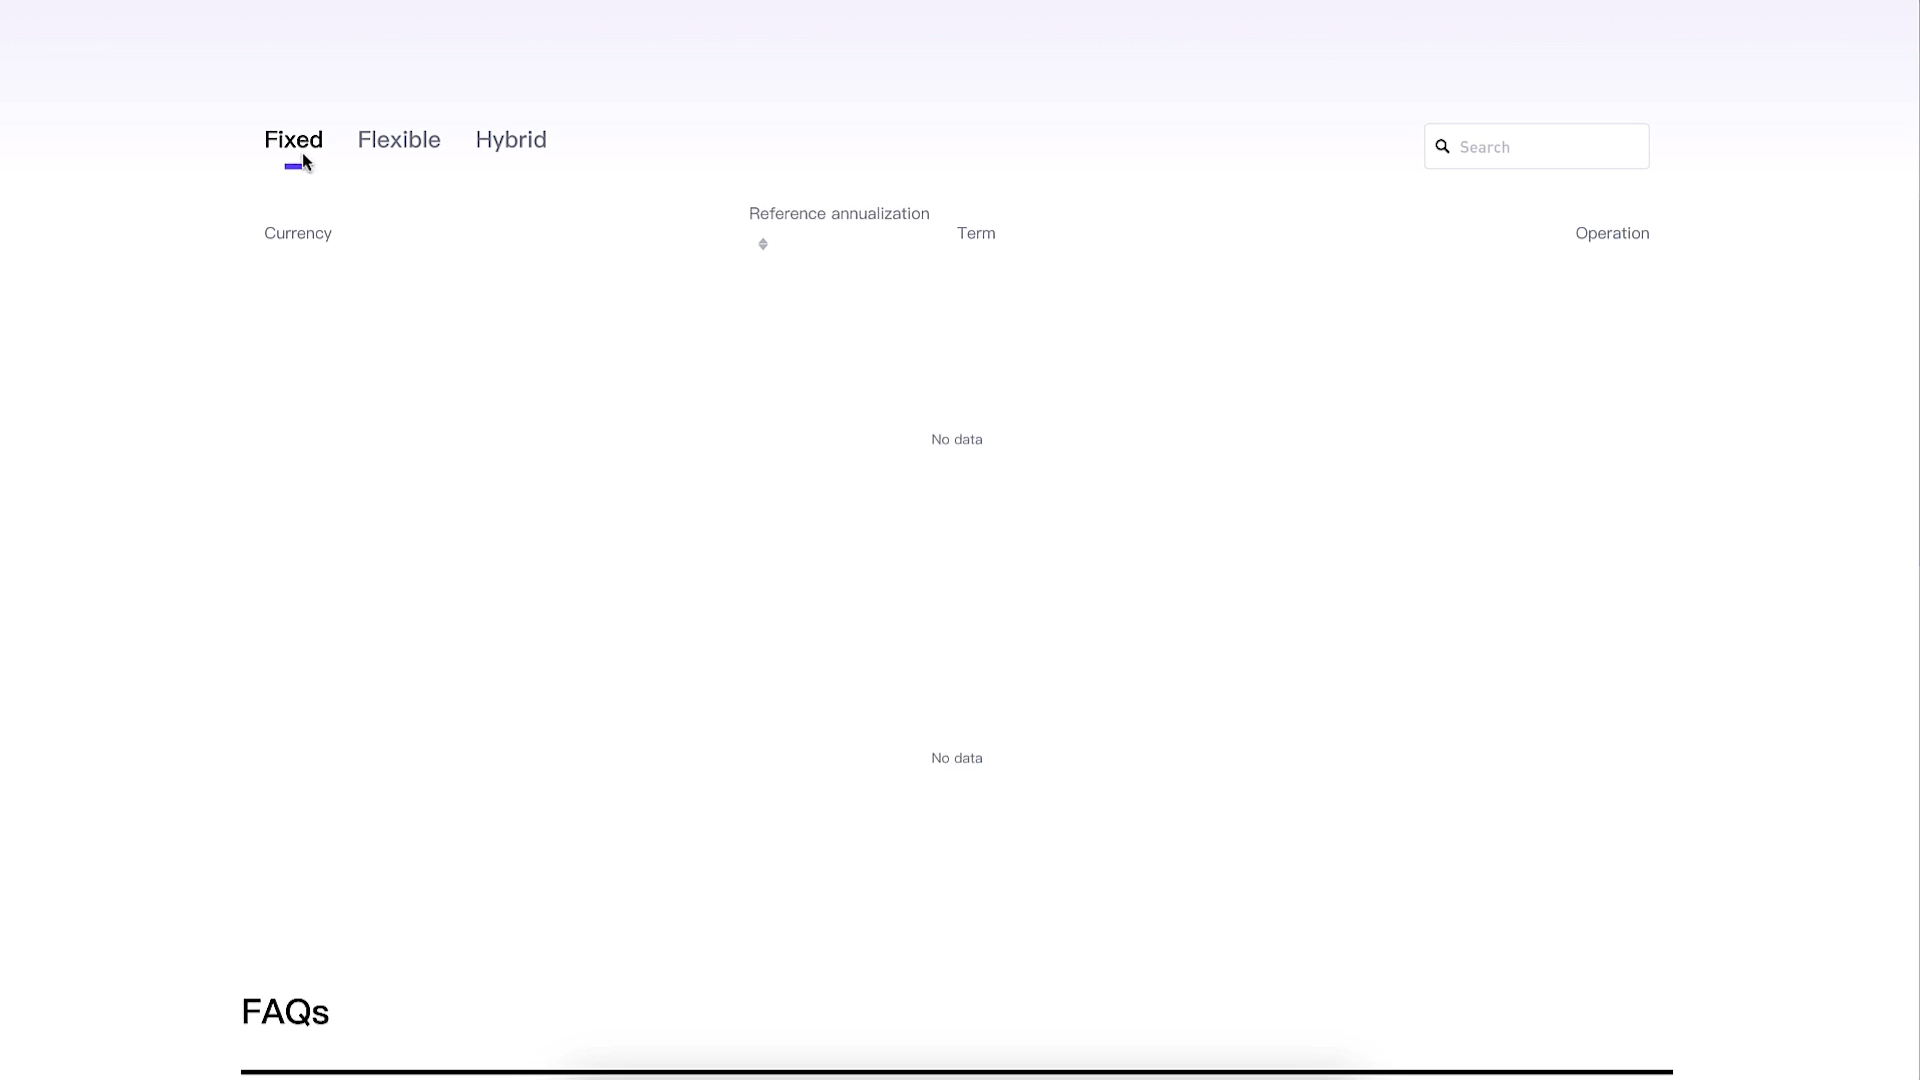 Fixed Flexible Hybrid
Search
Currency
Reference annualization
Term
Operation
No data
No data
FAQs